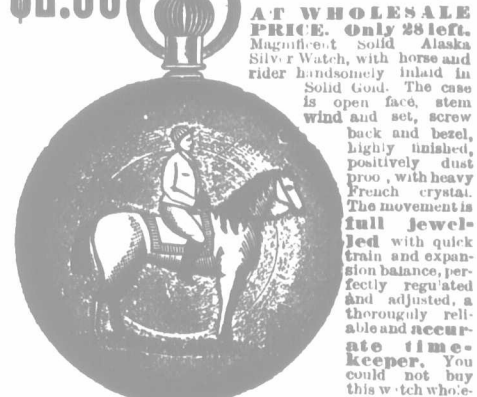 AT WHOLESALE
PRICE. Only 28 left.
Magnificent Solid Alaska
Silver Watch, with horse and
rider handsomely inlaid in
Solid Gold. The case
is open face, stem
wind and set, screw
back and bezel,
highly finished,
positively dust
proo , with heavy
French crystal.
The movement is
full jewel-
led with quick
train and expan-
sion balance, per-
fectly regu'ated
and adjusted, a
thoroughly reli-
able and accur-
ate time-
keeper. You
could not buy
this w tch whole-